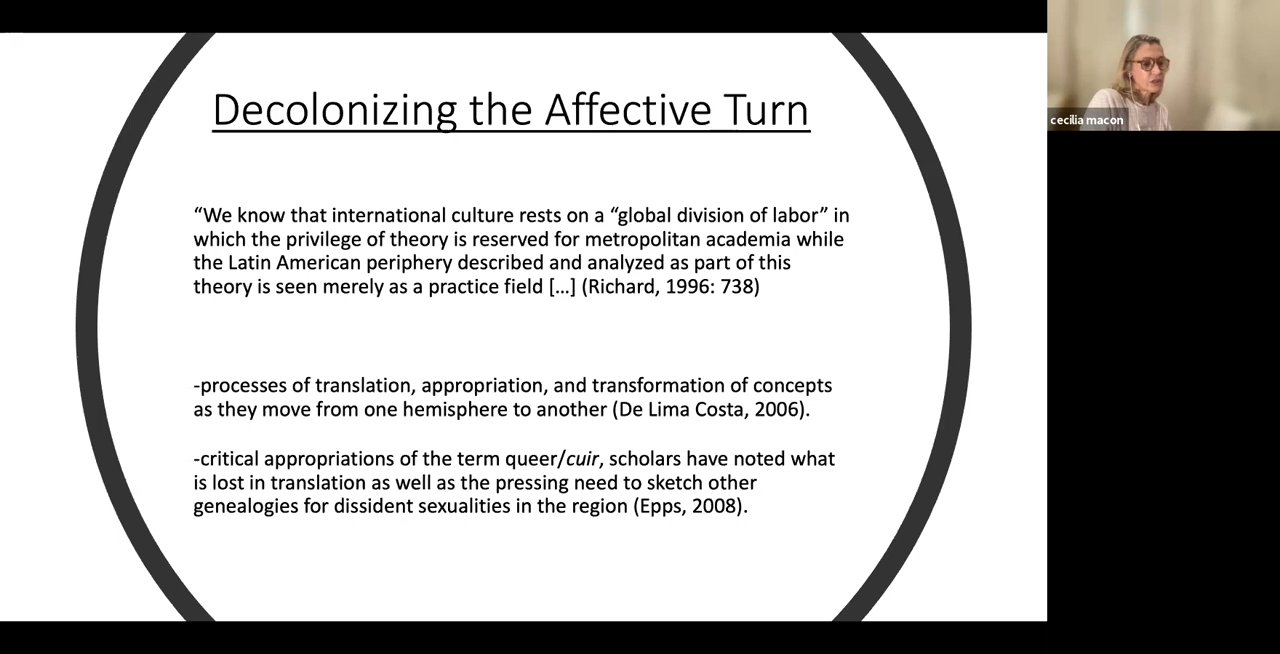 Decolonizing the Affective Turn
“We know that international culture rests on a “global division of labor” in
which the privilege of theory is reserved for metropolitan academia while
the Latin American periphery described and analyzed as part of this
theory is seen merely as a practice field [...] (Richard, 1996: 738)
-processes of translation, appropriation, and transformation of concepts
as they move from one hemisphere to another (De Lima Costa, 2006).
-critical appropriations of the term queer/cuir, scholars have noted what
is lost in translation as well as the pressing need to sketch other
genealogies for dissident sexualities in the region (Epps, 2008).
cecilia macon